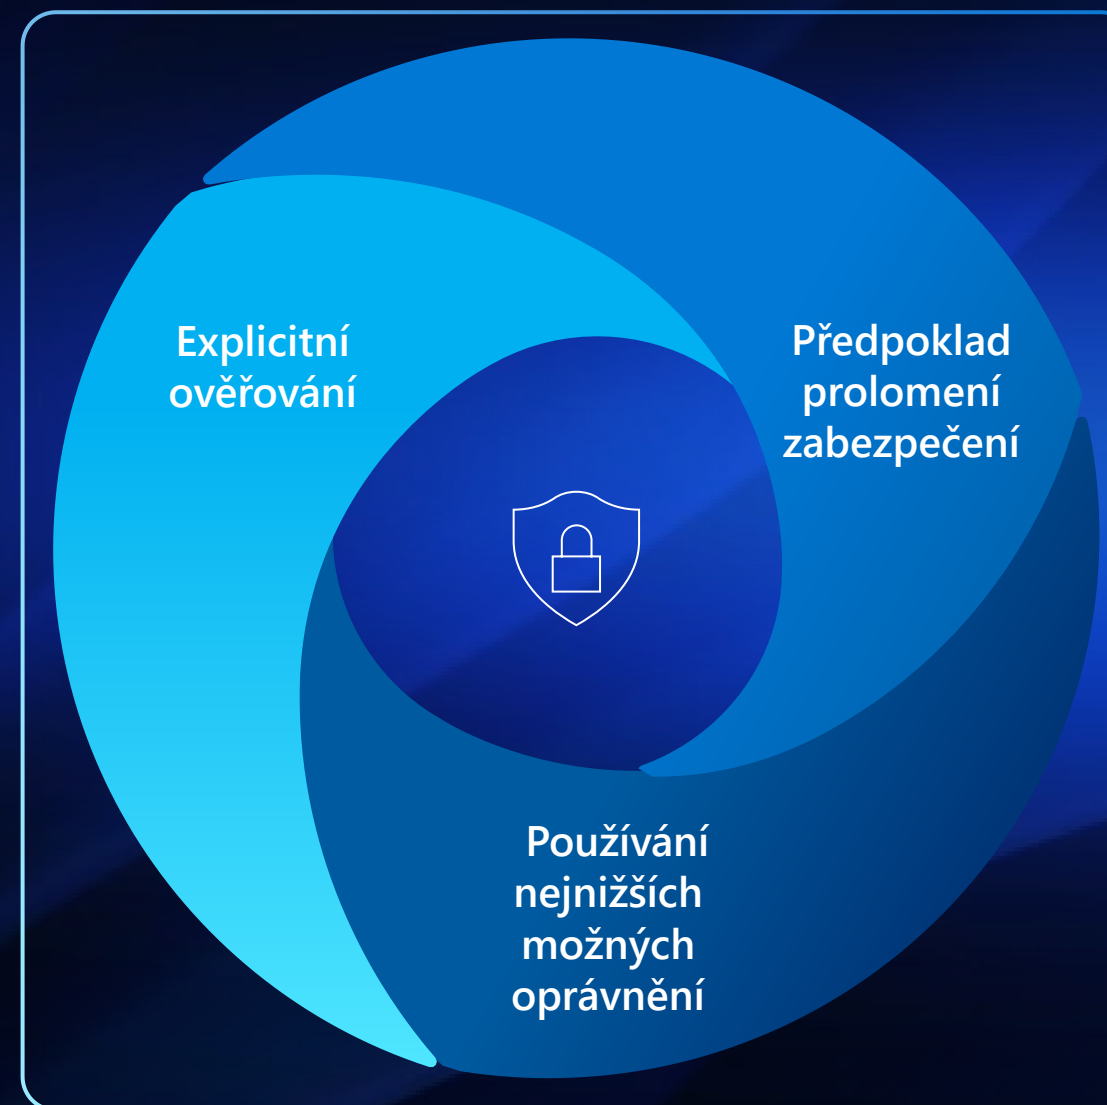 Explicitní
ověřování
Předpoklad
prolomení
zabezpečení
Používání
nejnižších
možných
oprávnění